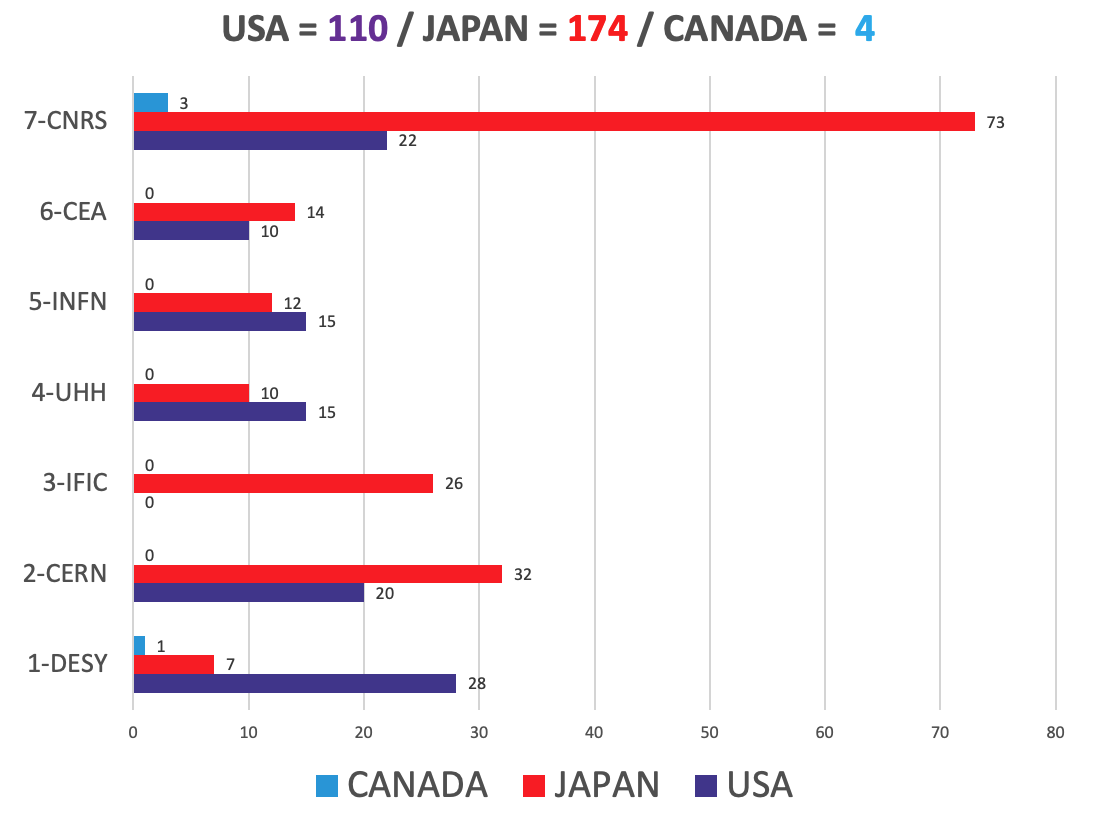 USA = 110 / JAPAN = 174 / CANADA = 4
3
7-CNRS 73
22
0
6-CEA 14
10
0
5-INFN 12
15
0
4-UHH 10
15
0
3-IFIC 26
0
0
2-CERN 32
20
1
1-DESY 7
28
0 10 20 30 40 50 60 70 80
CANADA JAPAN USA